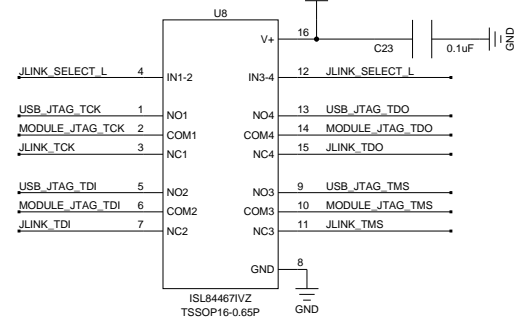 U8
V+ 16
C23 0.1uF GND
JLINK_SELECT_L 4 IN1-2 IN3-4 12 JLINK_SELECT_L
USB_JTAG_TCK 1 NO1 NO4 13 USB_JTAG_TDO
MODULE_JTAG_TCK 2 COM1 COM4 14 MODULE_JTAG_TDO
JLINK_TCK 3 NC1 NC4 15 JLINK_TDO
USB_JTAG_TDI 5 NO2 NO3 9 USB_JTAG_TMS
MODULE_JTAG_TDI 6 COM2 COM3 10 MODULE_JTAG_TMS
JLINK_TDI 7 NC2 NC3 11 JLINK_TMS
GND 8
ISL84467IVZ
TSSOP16-0.65P
GND